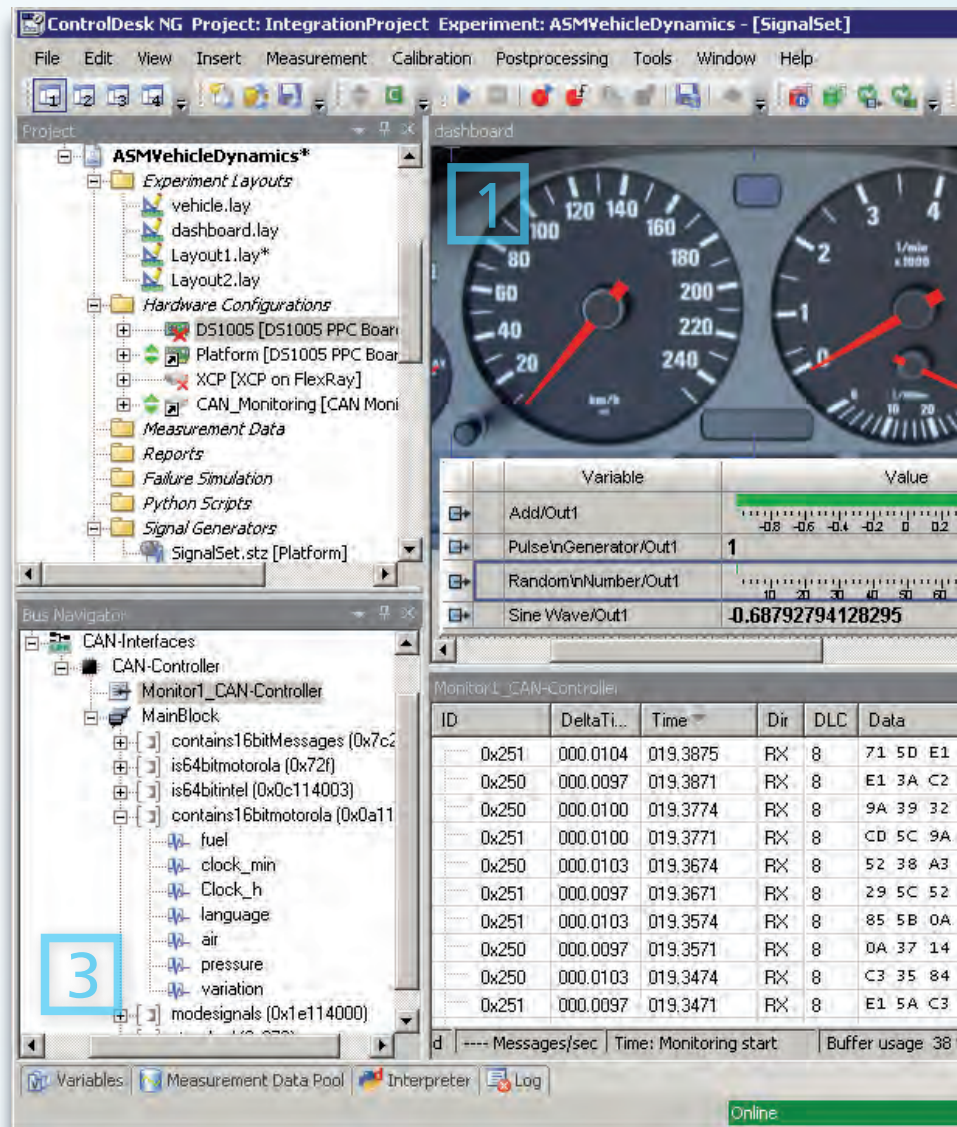 ControlDesk NG Project: IntegrationProject Experiment: ASMVehicleDynamics - [SignalSet]
File Edit View Insert Measurement Calibration Postprocessing Tools Window Help
1 2 3 4
Project
ASMVehicleDynamics*
Experiment Layouts
vehicle.lay
dashboard.lay
Layout1.lay*
Layout2.lay
Hardware Configurations
DS1005 [DS1005 PPC Boar
Platform [DS1005 PPC Boar
XCP [XCP on FlexRay]
CAN_Monitoring [CAN Moni
Measurement Data
Reports
Failure Simulation
Python Scripts
Signal Generators
SignalSet.stz [Platform]
dashboard
1
20 40 60 80 100 120 140 160 180 200 220 240
km/h
0 1 2 3 4
1/min
x1000
10 20
Variable Value
Add/Out1 -0.8 -0.6 -0.4 -0.2 0 0.2
Pulse\nGenerator/Out1 1
Random\nNumber/Out1 10 20 30 40 50 60
Sine Wave/Out1 -0.68792794128295
Bus Navigator
CAN-Interfaces
CAN-Controller
Monitor1_CAN-Controller
MainBlock
contains16bitMessages (0x7c2
is64bitmotorola (0x72f)
is64bitintel (0x0c114003)
contains16bitmotorola (0x0a11
fuel
clock_min
Clock_h
language
air
pressure
variation
modesignals (0x1e114000)
3
Monitor1_CAN-Controller
ID DeltaTi... Time Dir DLC Data
0x251 000.0104 019.3875 RX 8 71 5D E1
0x250 000.0097 019.3871 RX 8 E1 3A C2
0x250 000.0100 019.3774 RX 8 9A 39 32
0x251 000.0100 019.3771 RX 8 CD 5C 9A
0x250 000.0103 019.3674 RX 8 52 38 A3
0x251 000.0097 019.3671 RX 8 29 5C 52
0x251 000.0103 019.3574 RX 8 85 5B 0A
0x250 000.0097 019.3571 RX 8 0A 37 14
0x250 000.0103 019.3474 RX 8 C3 35 84
0x251 000.0097 019.3471 RX 8 E1 5A C3
d ---- Messages/sec Time: Monitoring start Buffer usage 38
Variables Measurement Data Pool Interpreter Log
Online